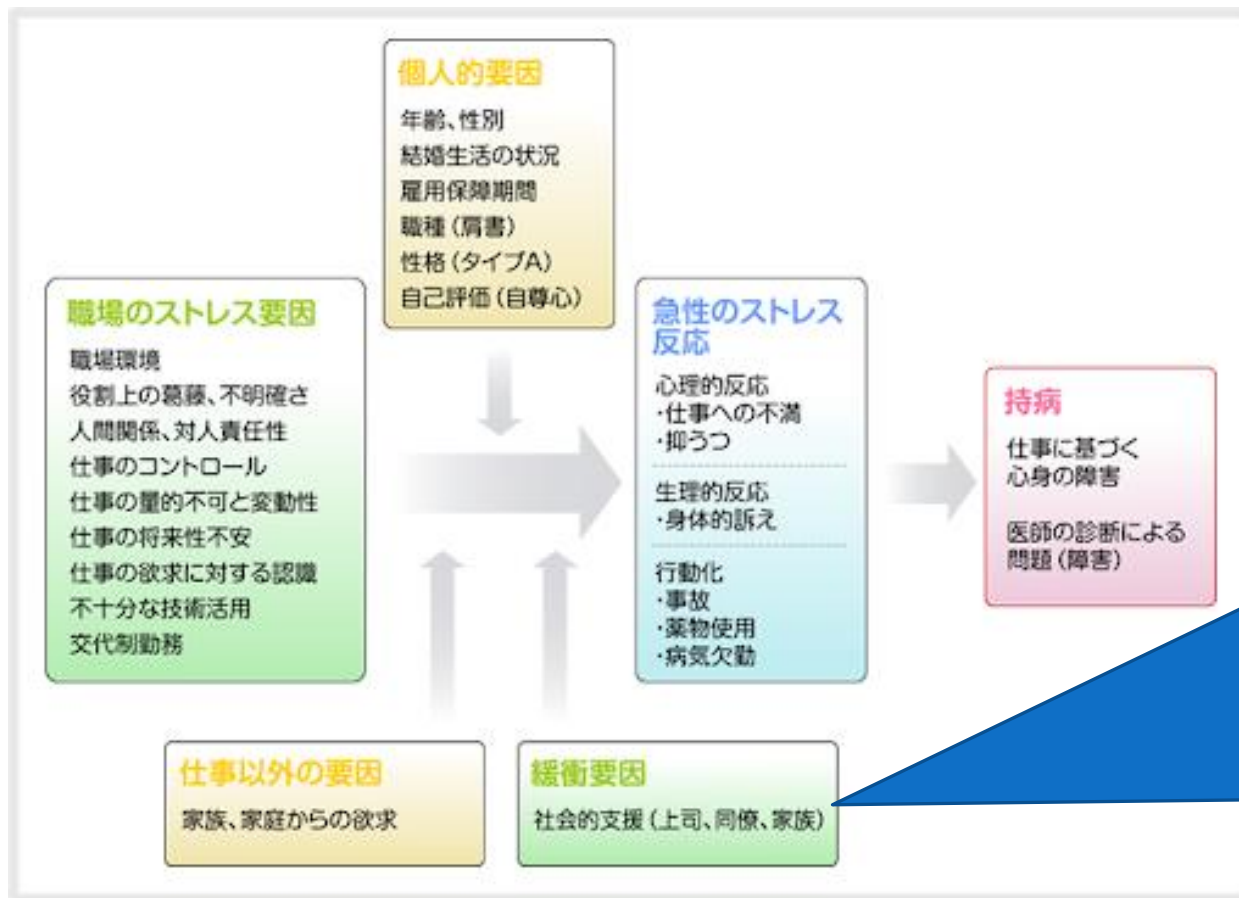 個人的要因
年齢、性別
結婚生活の状況
雇用保障期間
職種（肩書）
性格（タイプA）
自己評価（自尊心）
職場のストレス要因
職場環境
役割上の葛藤、不明確さ
人間関係、対人責任性
仕事のコントロール
仕事の量的不可と変動性
仕事の将来性不安
仕事の欲求に対する認識
不十分な技術活用
交代制勤務
急性のストレス
反応
心理的反応
・仕事への不満
・抑うつ
生理的反応
・身体的訴え
行動化
・事故
・薬物使用
・病気欠勤
持病
仕事に基づく
心身の障害
医師の診断による
問題（障害）
仕事以外の要因
家族、家庭からの欲求
緩衝要因
社会的支援（上司、同僚、家族）